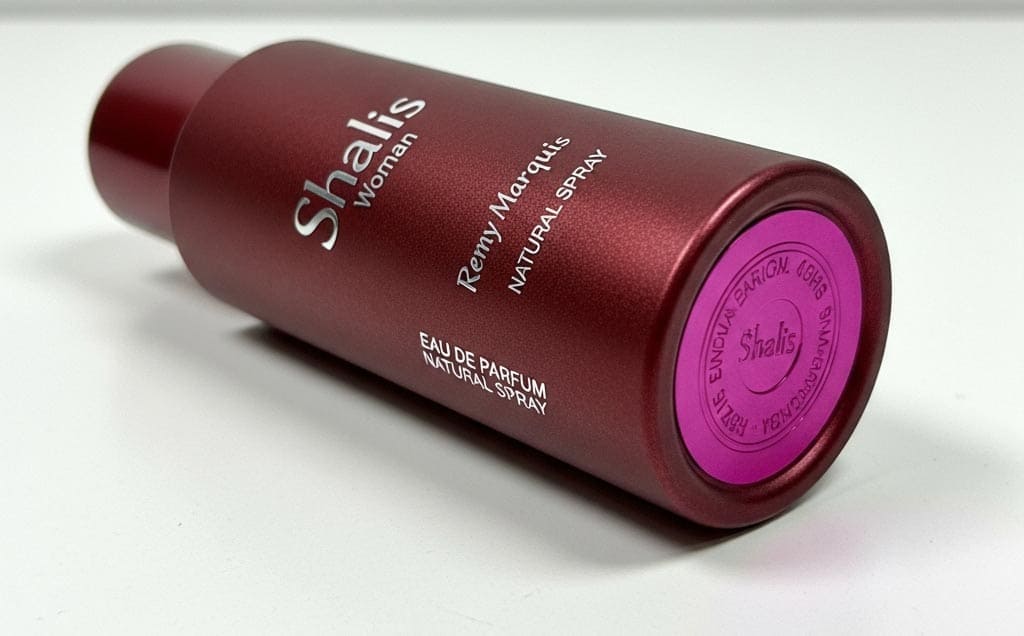 Shalis
Woman
Remy Marquis
NATURAL SPRAY
EAU DE PARFUM
NATURAL SPRAY
Shalis